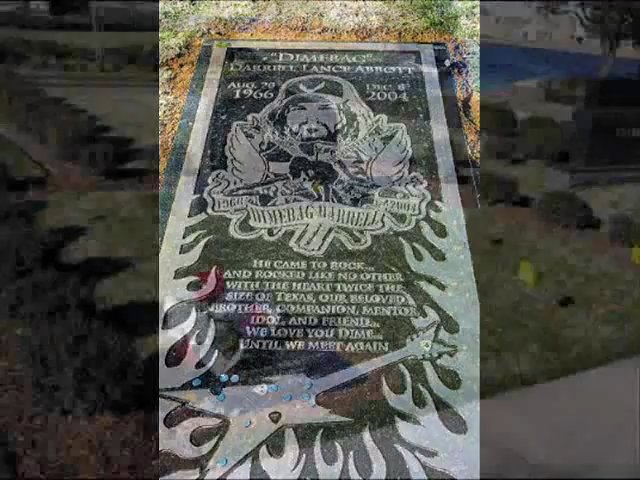 "DIMEBAG"
DARRELL LANCE ABBOTT
AUG. 20 DEC. 8
1966 2004
1966 2004
DIMEBAG DARRELL
HE CAME TO ROCK...
AND ROCKED LIKE NO OTHER
WITH THE HEART TWICE THE
SIZE OF TEXAS, OUR BELOVED
BROTHER, COMPANION, MENTOR
IDOL, AND FRIEND...
WE LOVE YOU DIME...
UNTIL WE MEET AGAIN